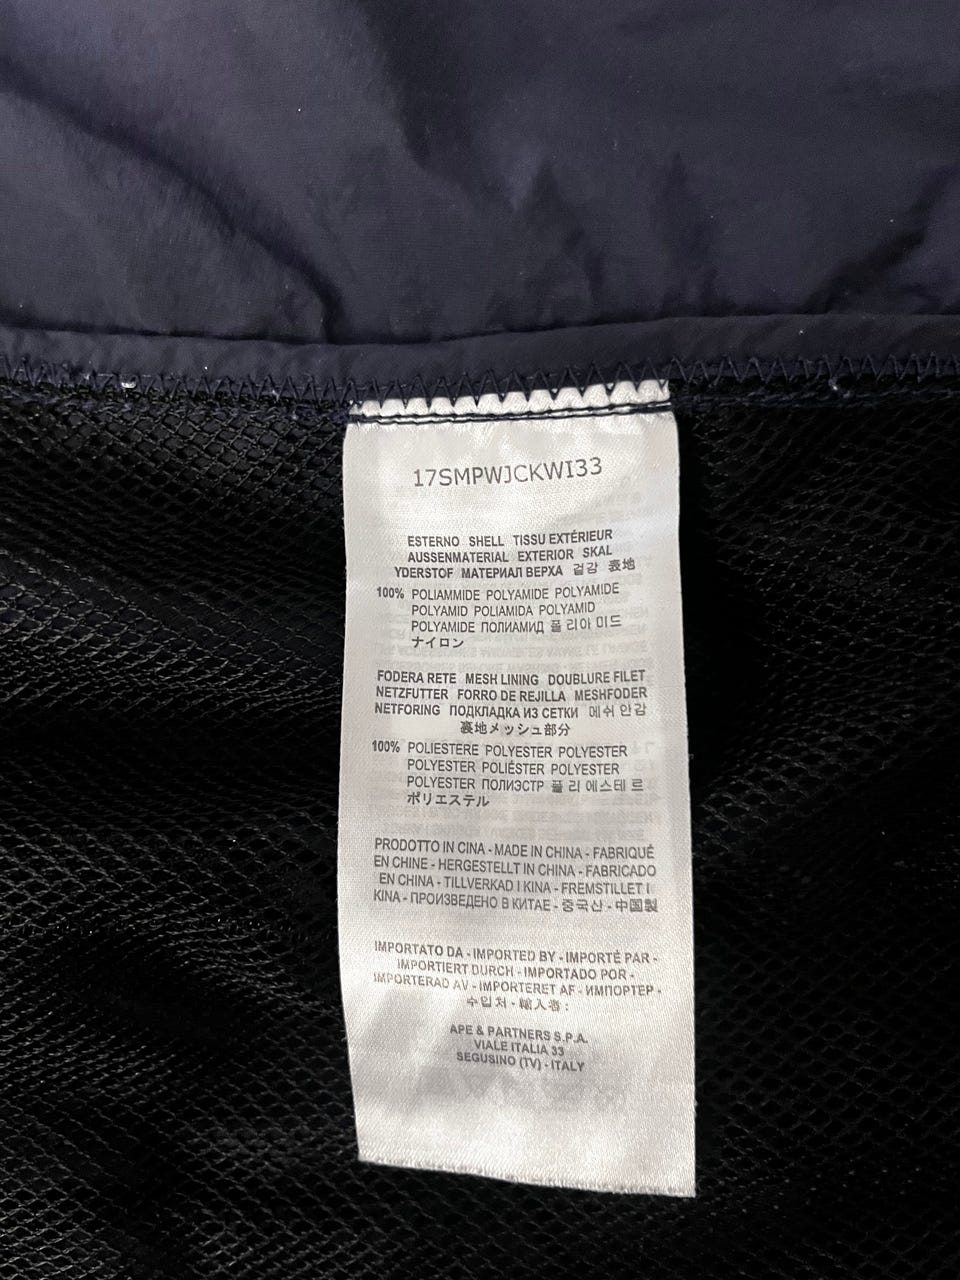 17SMPWJCKWI33
ESTERNO SHELL TISSU EXTÉRIEUR
AUSSENMATERIAL EXTERIOR SKAL
YDERSTOF МАТЕРИАЛ ВЕРХА 겉감 表地
100% POLIAMMIDE POLYAMIDE POLYAMIDE
POLYAMID POLIAMIDA POLYAMID
POLYAMIDE ПОЛИАМИД 폴리아미드
ナイロン
FODERA RETE MESH LINING DOUBLURE FILET
NETZFUTTER FORRO DE REJILLA MESHFODER
NETFORING ПОДКЛАДКА ИЗ СЕТКИ 메쉬 안감
裏地メッシュ部分
100% POLIESTERE POLYESTER POLYESTER
POLYESTER POLIÉSTER POLYESTER
POLYESTER ПОЛИЭСТР 폴리에스테르
ポリエステル
PRODOTTO IN CINA - MADE IN CHINA - FABRIQUÉ
EN CHINE - HERGESTELLT IN CHINA - FABRICADO
EN CHINA - TILLVERKAD I KINA - FREMSTILLET I
KINA - ПРОИЗВЕДЕНО В КИТАЕ - 중국산 - 中国製
IMPORTATO DA - IMPORTED BY - IMPORTÉ PAR -
IMPORTIERT DURCH - IMPORTADO POR -
IMPORTERAD AV - IMPORTERET AF - ИМПОРТЕР -
수입처 - 輸入者 :
APE & PARTNERS S.P.A.
VIALE ITALIA 33
SEGUSINO (TV) - ITALY